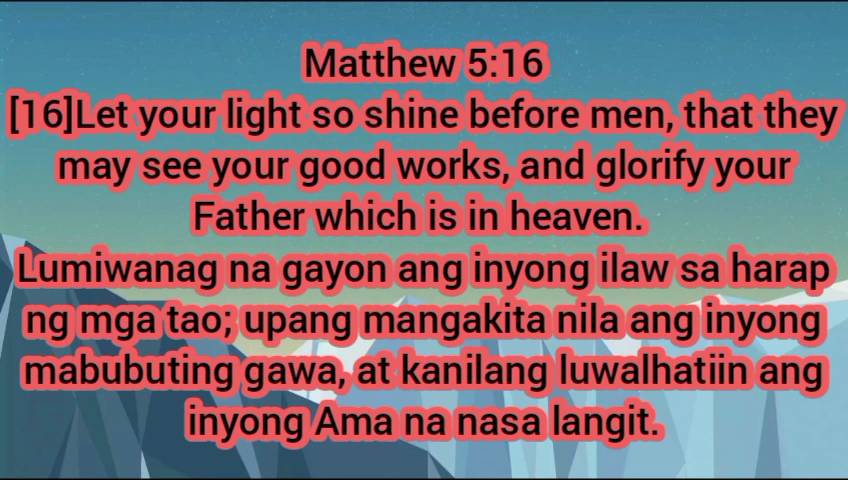 Matthew 5:16
[16]Let your light so shine before men, that they
may see your good works, and glorify your
Father which is in heaven.
Lumiwanag na gayon ang inyong ilaw sa harap
ng mga tao; upang mangakita nila ang inyong
mabubuting gawa, at kanilang luwalhatiin ang
inyong Ama na nasa langit.